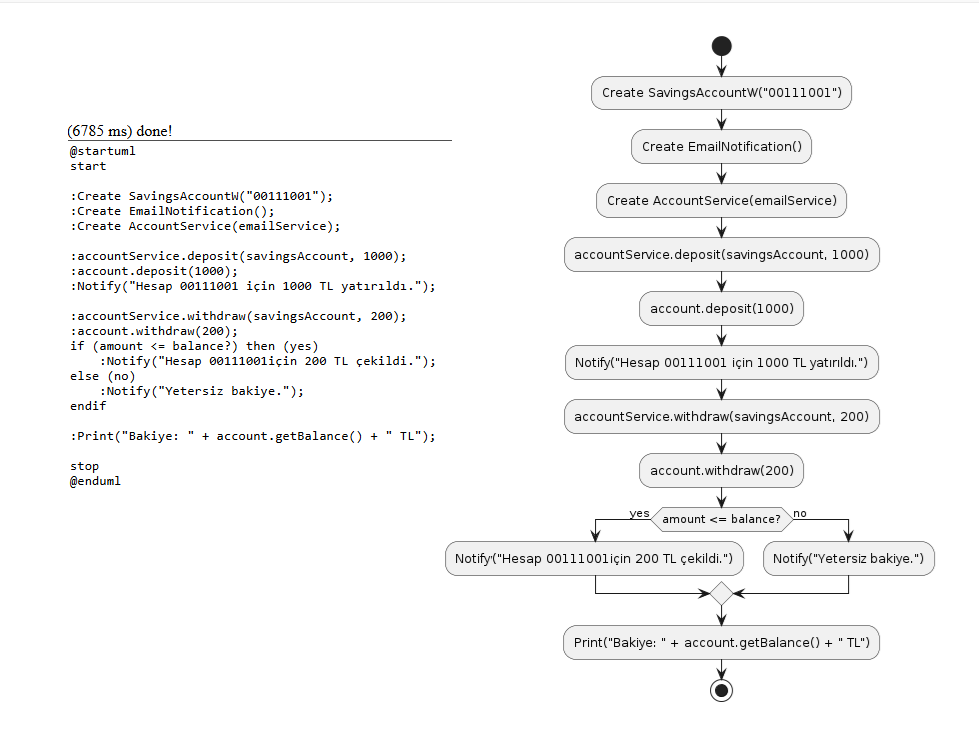 (6785 ms) done!
@startuml
start
:Create SavingsAccountW("00111001");
:Create EmailNotification();
:Create AccountService(emailService);
:accountService.deposit(savingsAccount, 1000);
:account.deposit(1000);
:Notify("Hesap 00111001 için 1000 TL yatırıldı.");
:accountService.withdraw(savingsAccount, 200);
:account.withdraw(200);
if (amount <= balance?) then (yes)
:Notify("Hesap 00111001için 200 TL çekildi.");
else (no)
:Notify("Yetersiz bakiye.");
endif
:Print("Bakiye: " + account.getBalance() + " TL");
stop
@enduml
Create SavingsAccountW("00111001")
Create EmailNotification()
Create AccountService(emailService)
accountService.deposit(savingsAccount, 1000)
account.deposit(1000)
Notify("Hesap 00111001 için 1000 TL yatırıldı.")
accountService.withdraw(savingsAccount, 200)
account.withdraw(200)
yes
amount <= balance?
no
Notify("Hesap 00111001için 200 TL çekildi.")
Notify("Yetersiz bakiye.")
Print("Bakiye: " + account.getBalance() + " TL")